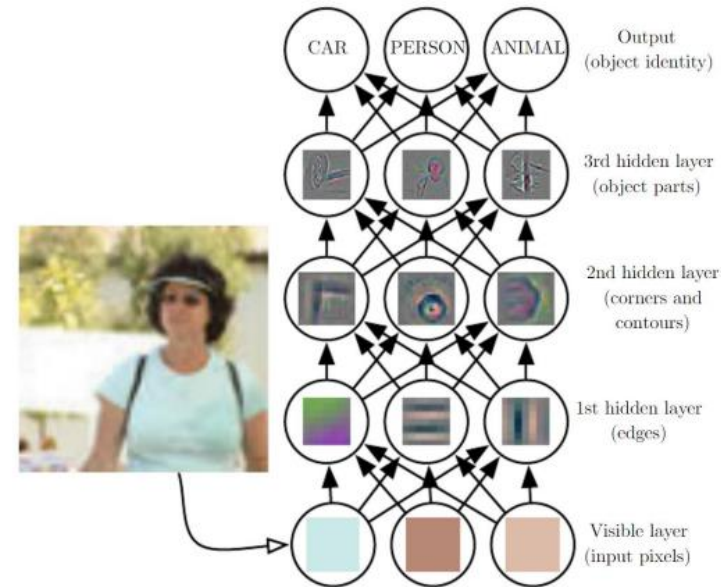 CAR PERSON ANIMAL
Output
(object identity)
3rd hidden layer
(object parts)
2nd hidden layer
(corners and
contours)
1st hidden layer
(edges)
Visible layer
(input pixels)